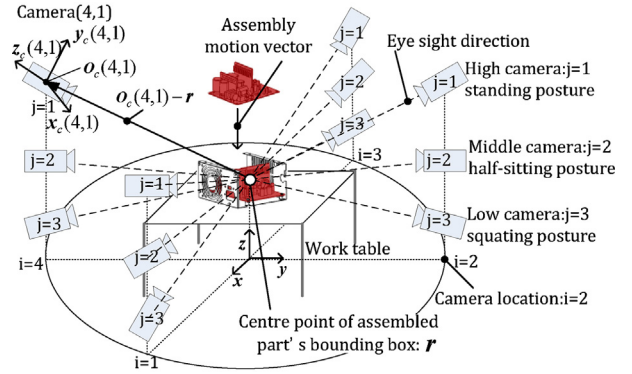 Camera(4,1)
y_c(4,1)
z_c(4,1)
o_c(4,1)
j=1
x_c(4,1)
o_c(4,1)−r
Assembly
motion vector
j=1
j=2
j=3
i=3
Eye sight direction
j=1
High camera:j=1
standing posture
j=2
Middle camera:j=2
half-sitting posture
j=3
Low camera:j=3
squating posture
j=2
j=3
i=4
j=1
j=2
j=3
i=1
z
y
x
Work table
i=2
Camera location:i=2
Centre point of assembled
part's bounding box: r